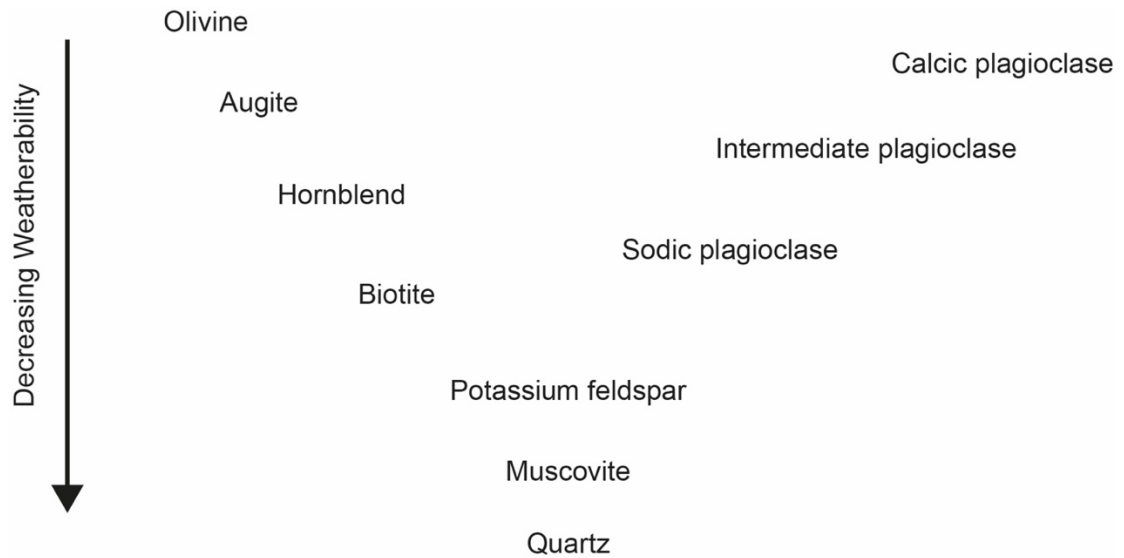 Olivine
Calcic plagioclase
Augite
Intermediate plagioclase
Hornblend
Sodic plagioclase
Biotite
Potassium feldspar
Muscovite
Quartz
Decreasing Weatherability